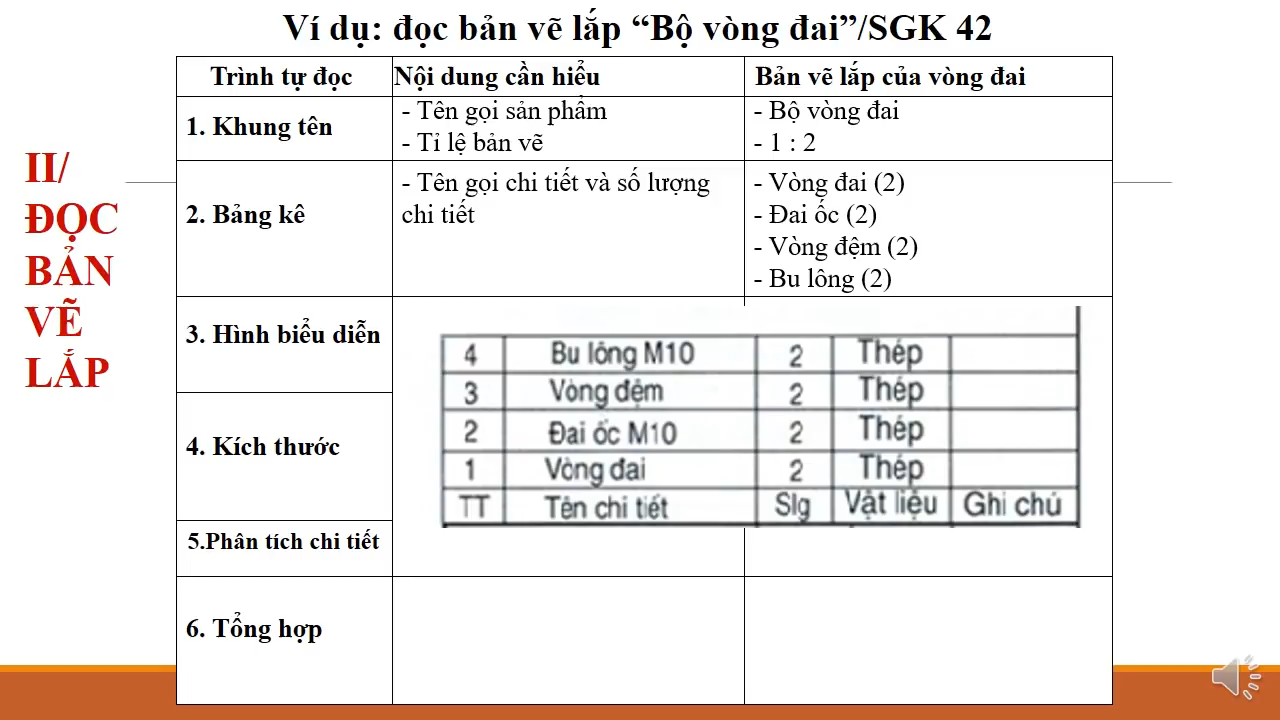 Ví dụ: đọc bản vẽ lắp “Bộ vòng đai”/SGK 42
II/
ĐỌC
BẢN
VẼ
LẮP
Trình tự đọc
Nội dung cần hiểu
Bản vẽ lắp của vòng đai
1. Khung tên
- Tên gọi sản phẩm
- Tỉ lệ bản vẽ
- Bộ vòng đai
- 1 : 2
2. Bảng kê
- Tên gọi chi tiết và số lượng
chi tiết
- Vòng đai (2)
- Đai ốc (2)
- Vòng đệm (2)
- Bu lông (2)
3. Hình biểu diễn
4. Kích thước
5.Phân tích chi tiết
6. Tổng hợp
4 Bu lông M10 2 Thép
3 Vòng đệm 2 Thép
2 Đai ốc M10 2 Thép
1 Vòng đai 2 Thép
TT Tên chi tiết Slg Vật liệu Ghi chú